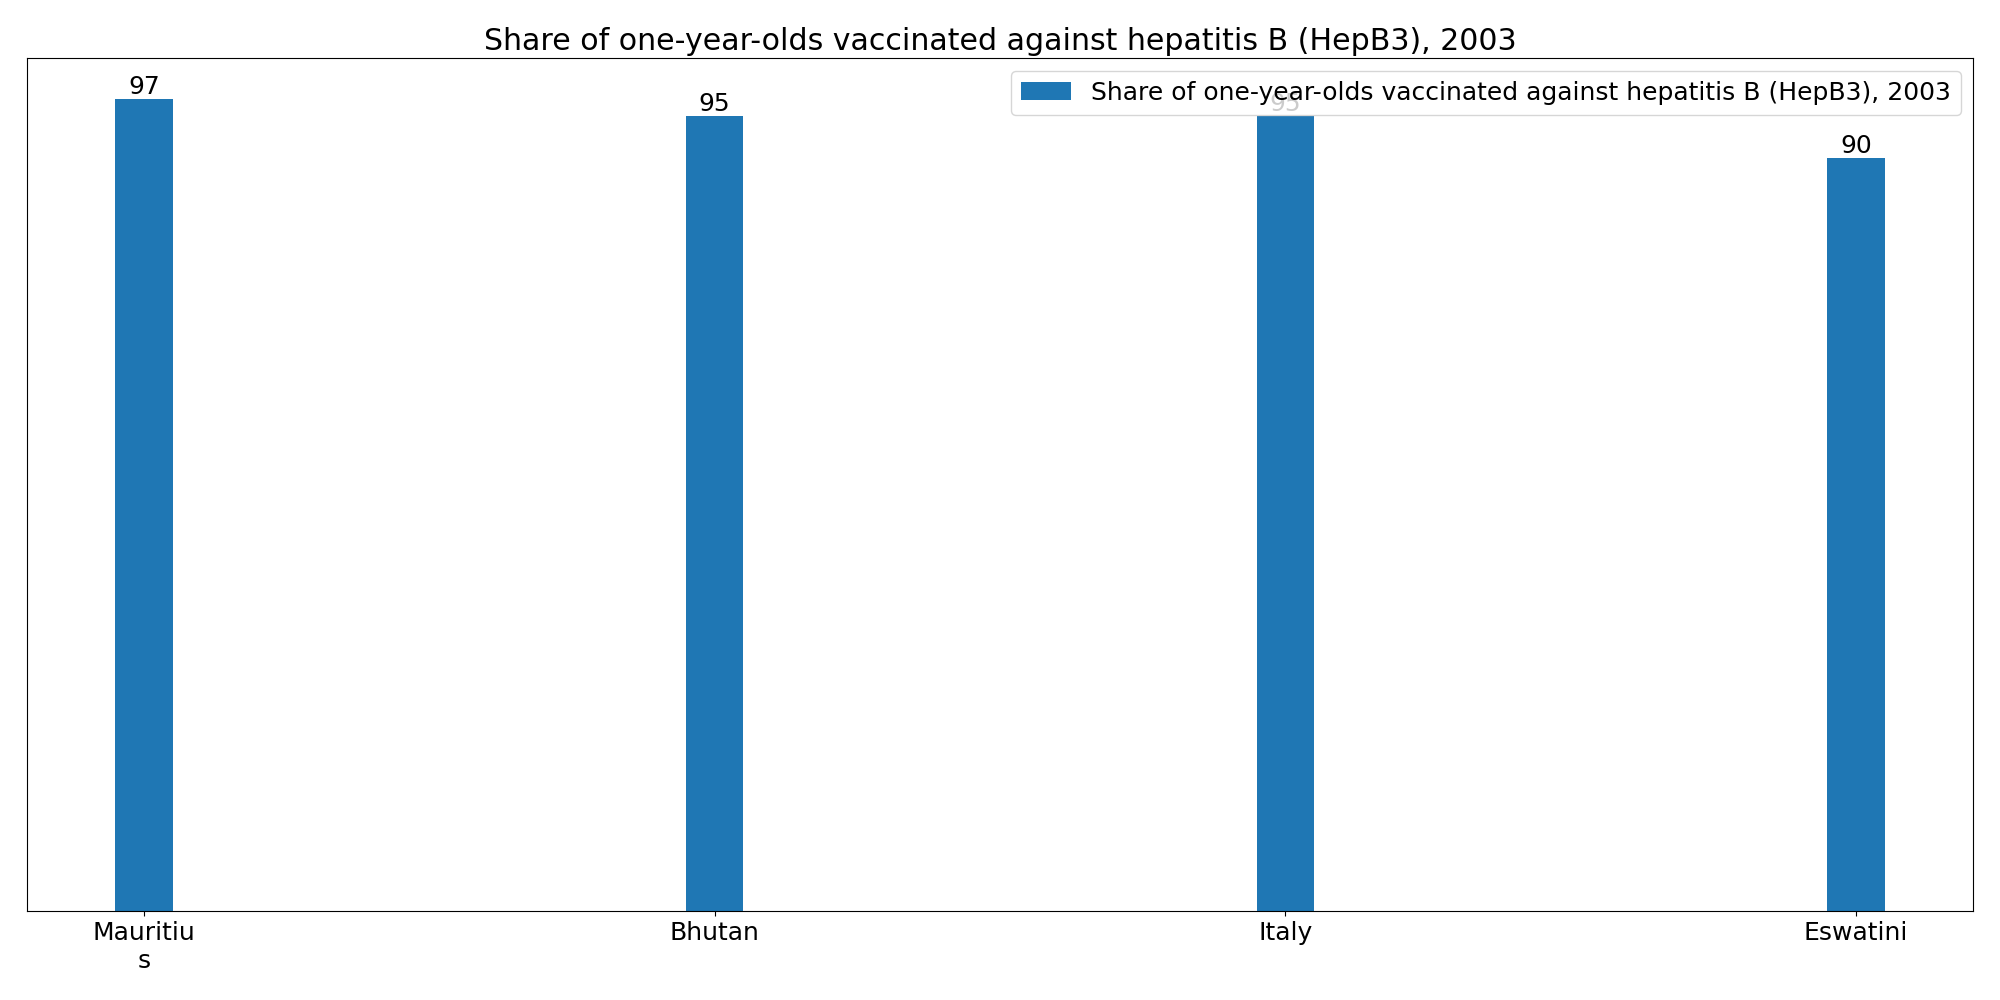 Share of one-year-olds vaccinated against hepatitis B (HepB3), 2003
Share of one-year-olds vaccinated against hepatitis B (HepB3), 2003
97
95
95
90
Mauritiu
s
Bhutan
Italy
Eswatini